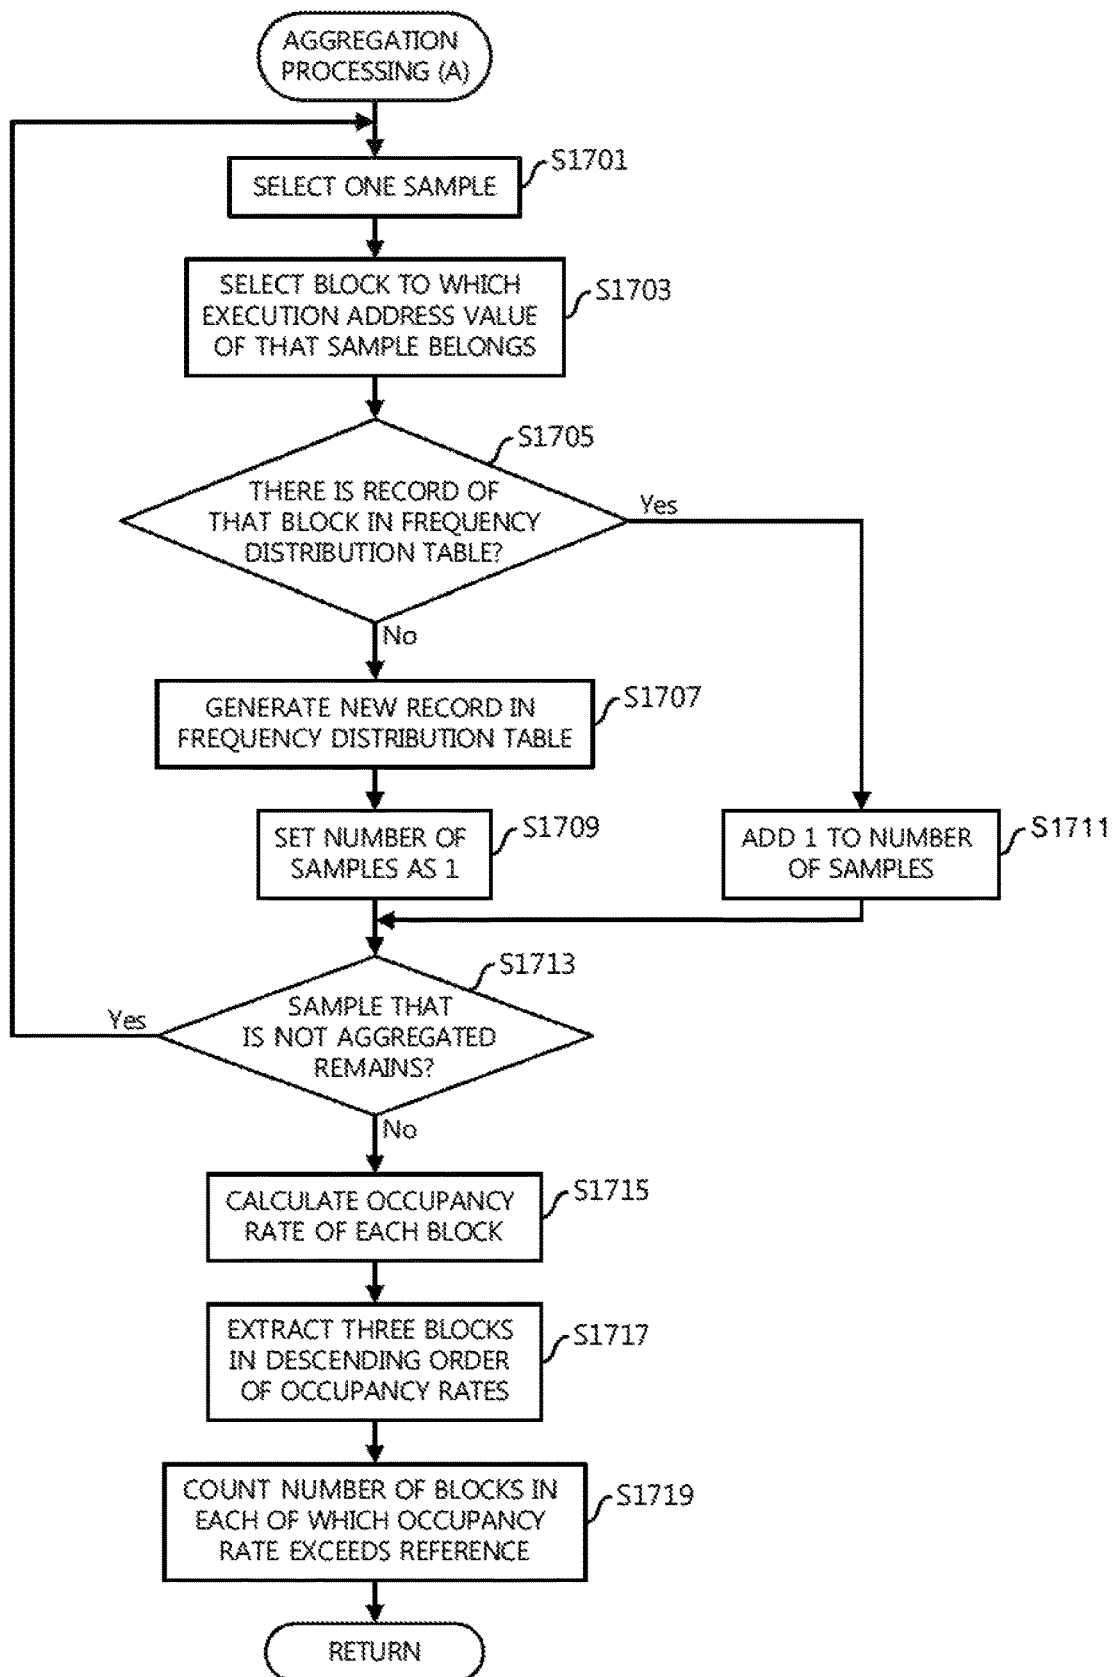 AGGREGATION
PROCESSING (A)
S1701
SELECT ONE SAMPLE
S1703
SELECT BLOCK TO WHICH
EXECUTION ADDRESS VALUE
OF THAT SAMPLE BELONGS
S1705
THERE IS RECORD OF
THAT BLOCK IN FREQUENCY
DISTRIBUTION TABLE?
Yes
No
S1707
GENERATE NEW RECORD IN
FREQUENCY DISTRIBUTION TABLE
S1709
SET NUMBER OF
SAMPLES AS 1
S1711
ADD 1 TO NUMBER
OF SAMPLES
S1713
SAMPLE THAT
IS NOT AGGREGATED
REMAINS?
Yes
No
S1715
CALCULATE OCCUPANCY
RATE OF EACH BLOCK
S1717
EXTRACT THREE BLOCKS
IN DESCENDING ORDER
OF OCCUPANCY RATES
S1719
COUNT NUMBER OF BLOCKS IN
EACH OF WHICH OCCUPANCY
RATE EXCEEDS REFERENCE
RETURN